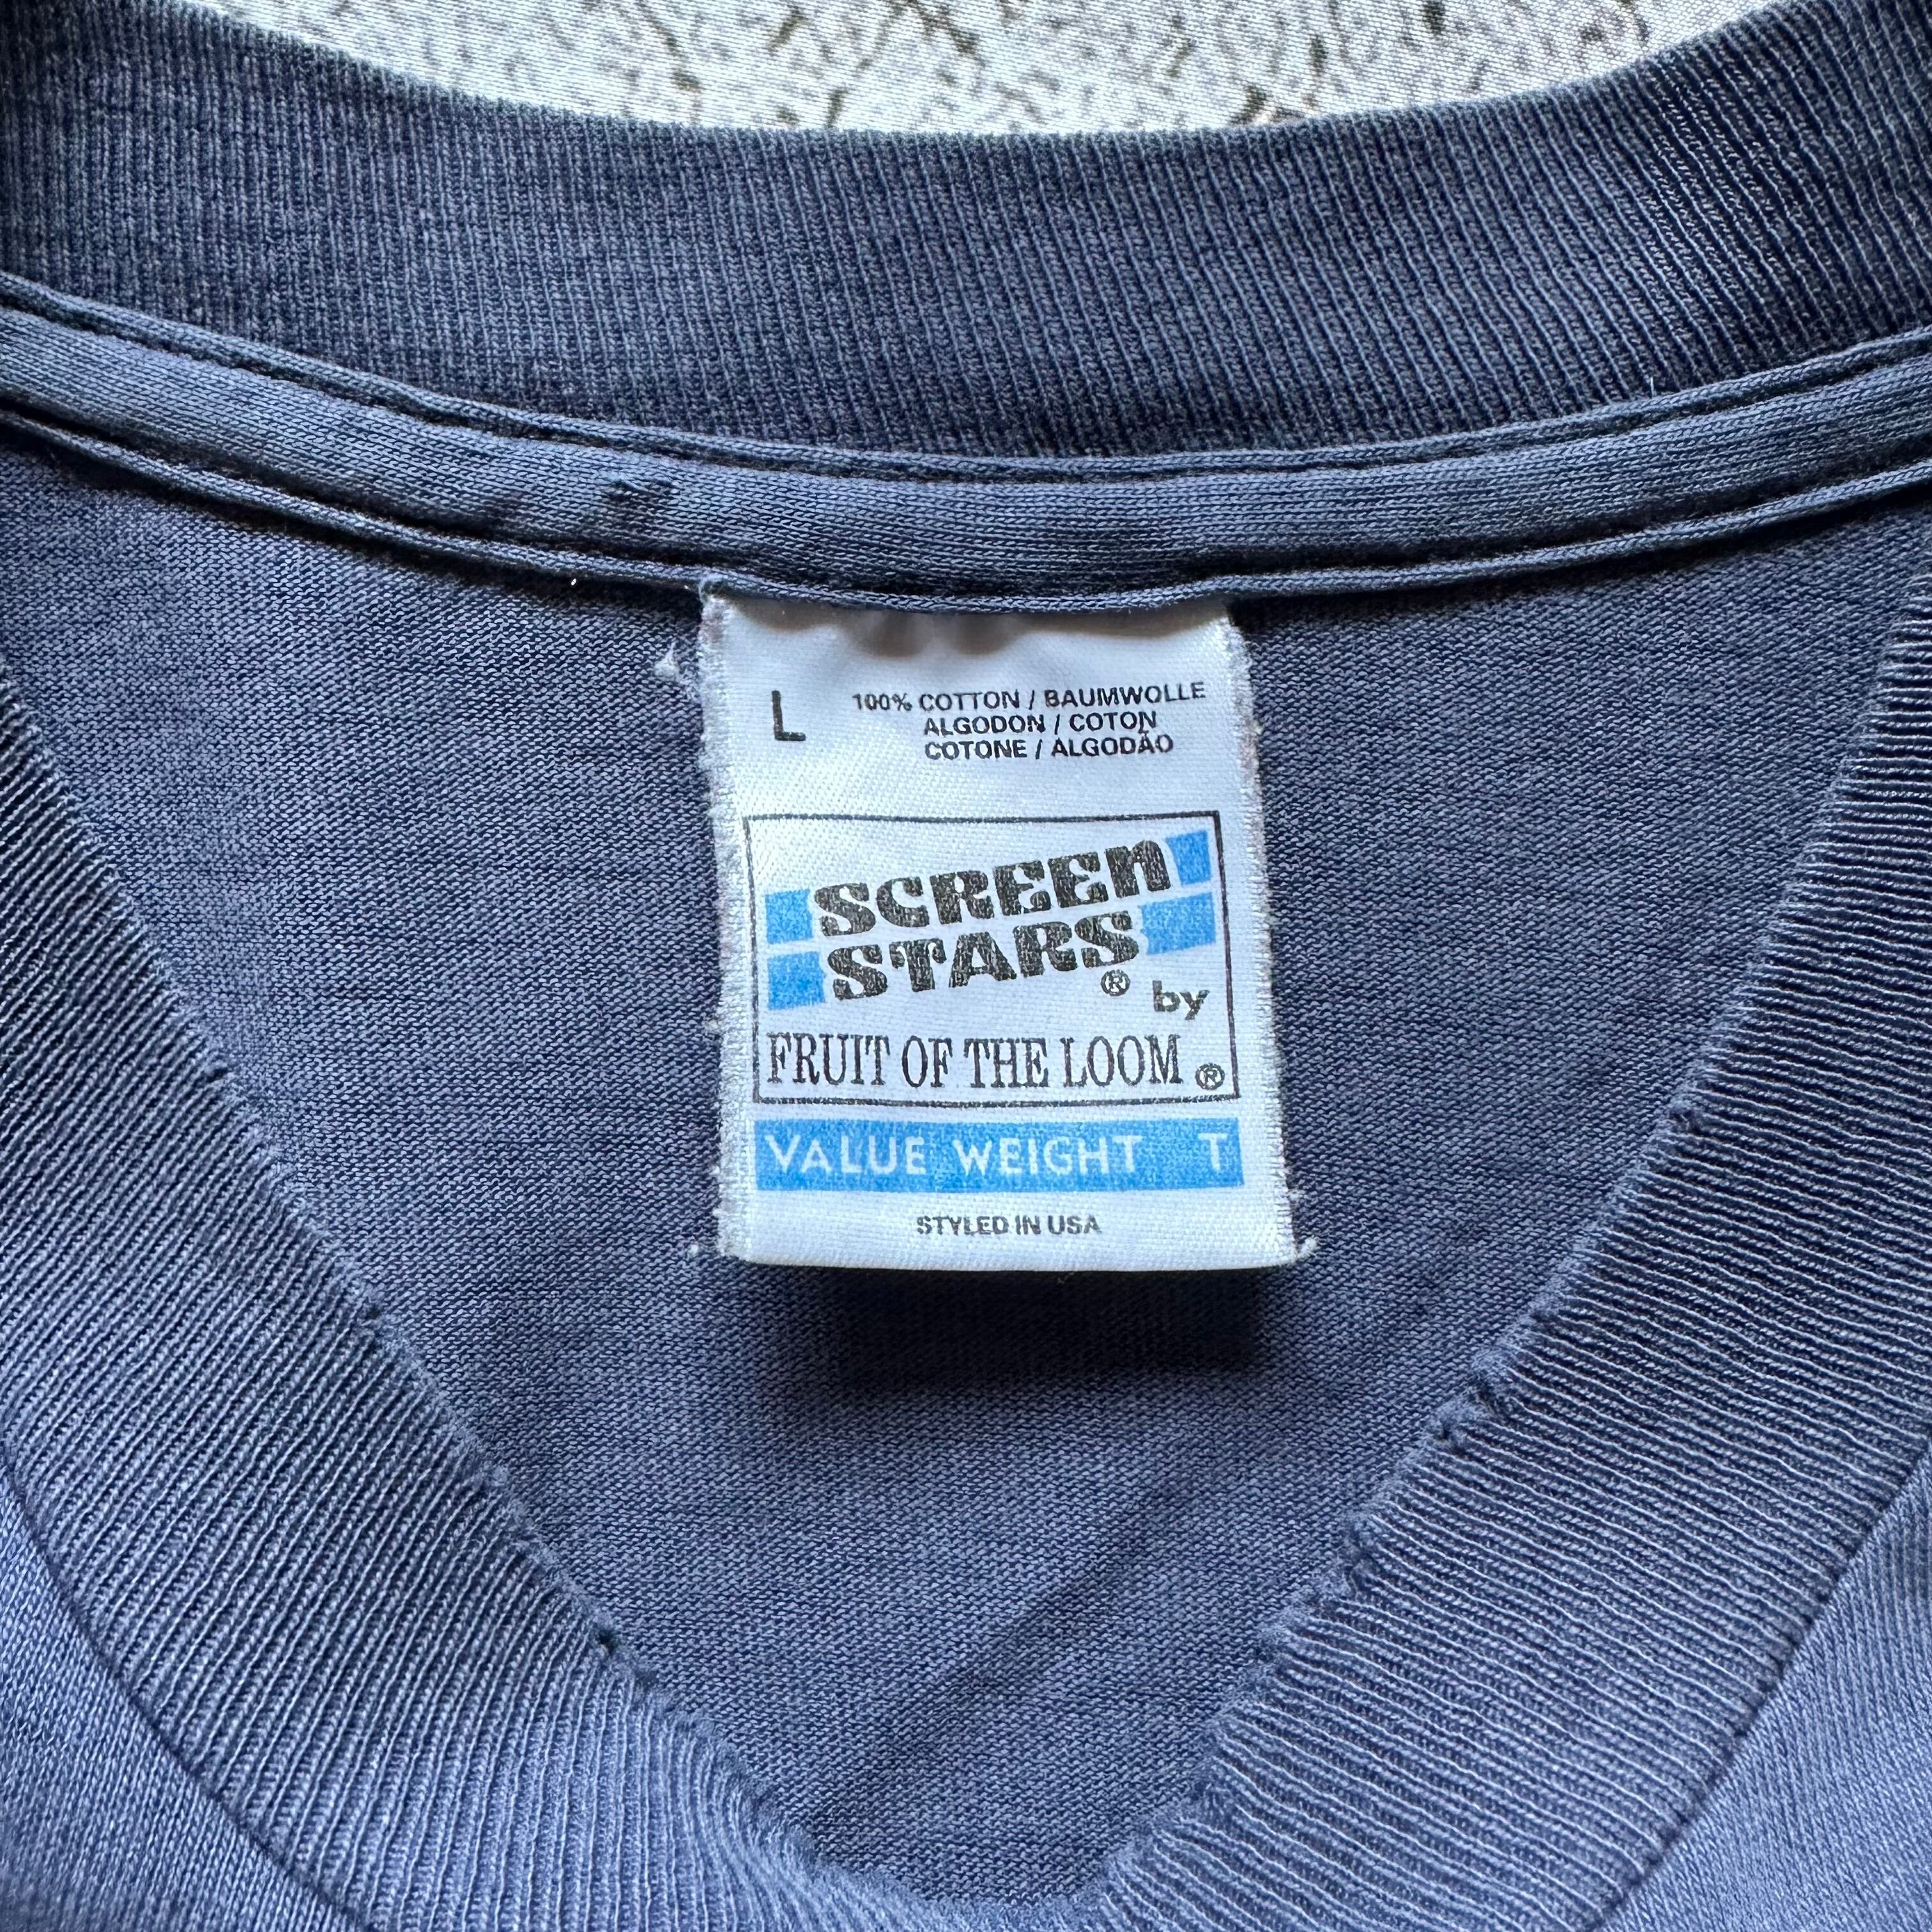 L
100% COTTON / BAUMWOLLE
ALGODON / COTON
COTONE / ALGODÃO
SCREEn
STARS® by
FRUIT OF THE LOOM®
VALUE WEIGHT T
STYLED IN USA